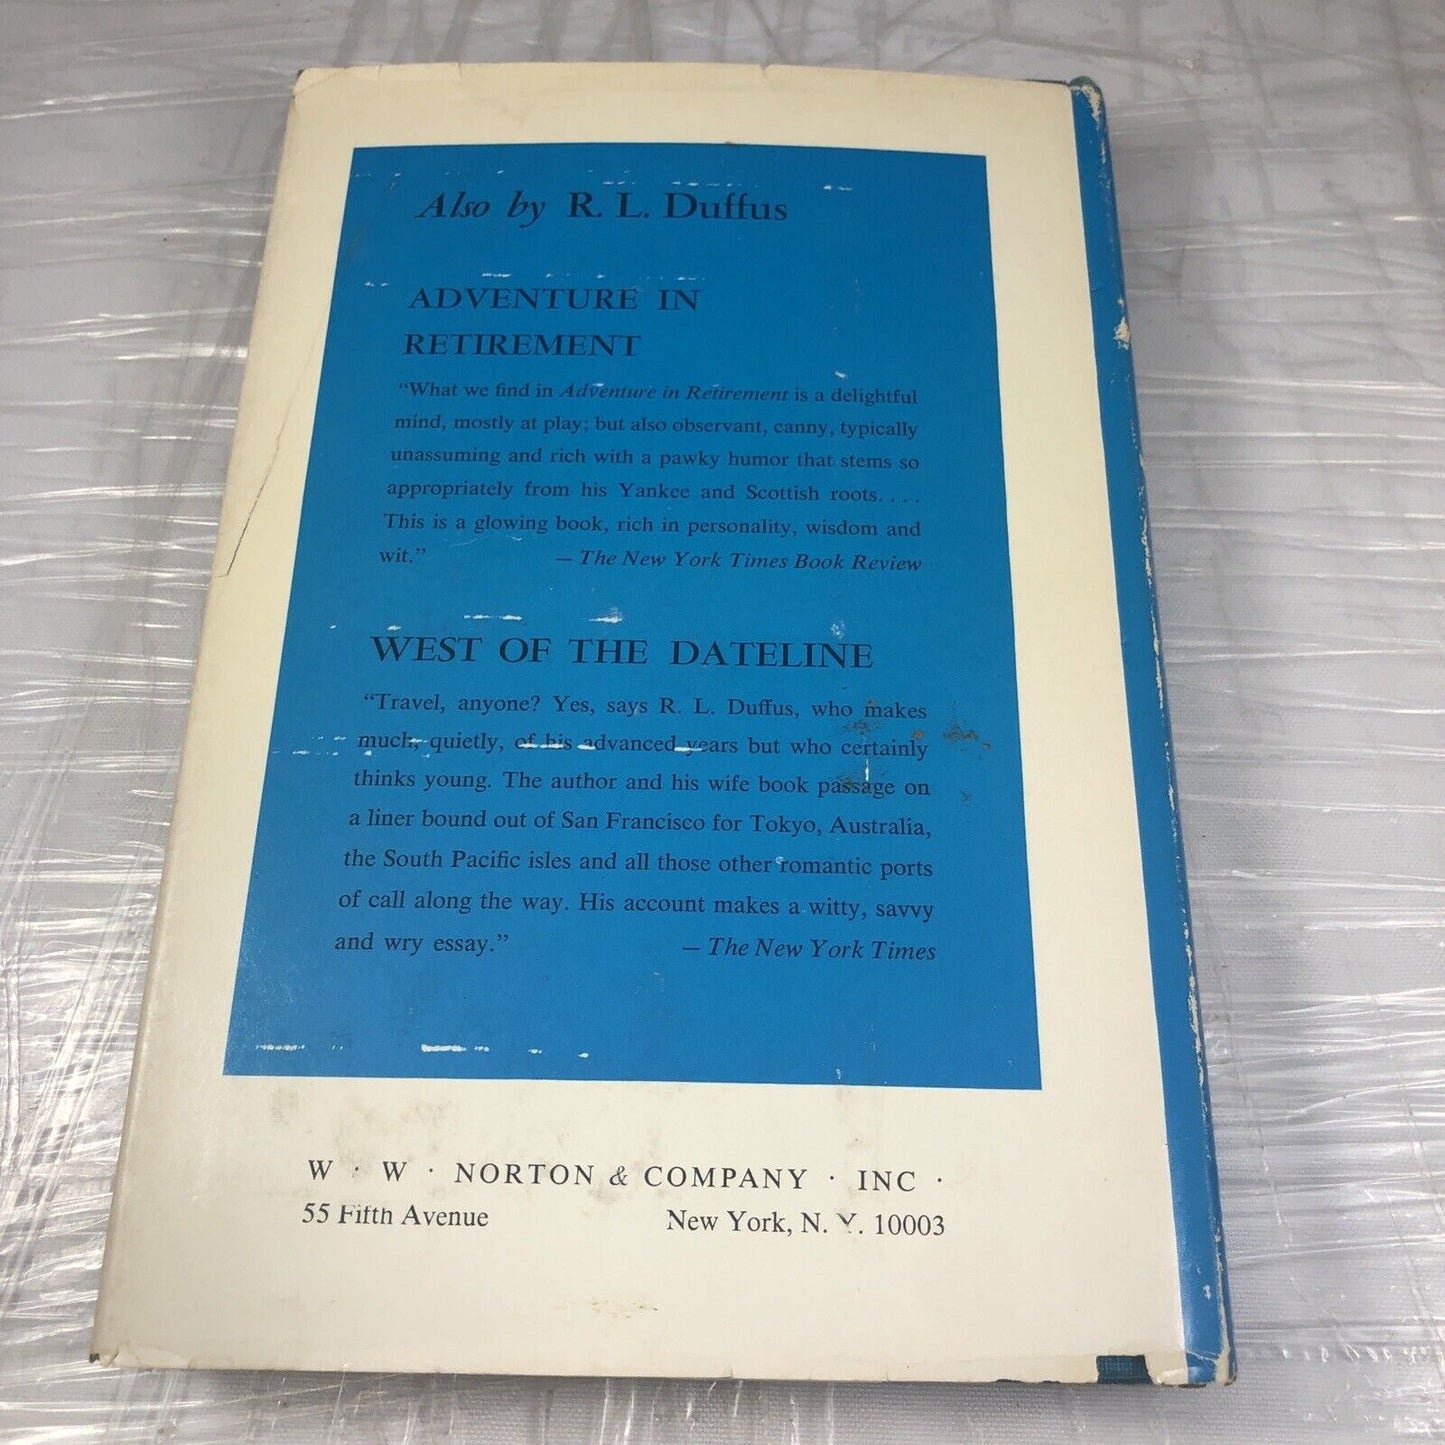 Also by R. L. Duffus
ADVENTURE IN
RETIREMENT
“What we find in Adventure in Retirement is a delightful
mind, mostly at play; but also observant, canny, typically
unassuming and rich with a pawky humor that stems so
appropriately from his Yankee and Scottish roots....
This is a glowing book, rich in personality, wisdom and
wit.” — The New York Times Book Review
WEST OF THE DATELINE
“Travel, anyone? Yes, says R. L. Duffus, who makes
much, quietly, of his advanced years but who certainly
thinks young. The author and his wife book passage on
a liner bound out of San Francisco for Tokyo, Australia,
the South Pacific isles and all those other romantic ports
of call along the way. His account makes a witty, savvy
and wry essay.” — The New York Times
W · W · NORTON & COMPANY · INC ·
55 Fifth Avenue New York, N. Y. 10003